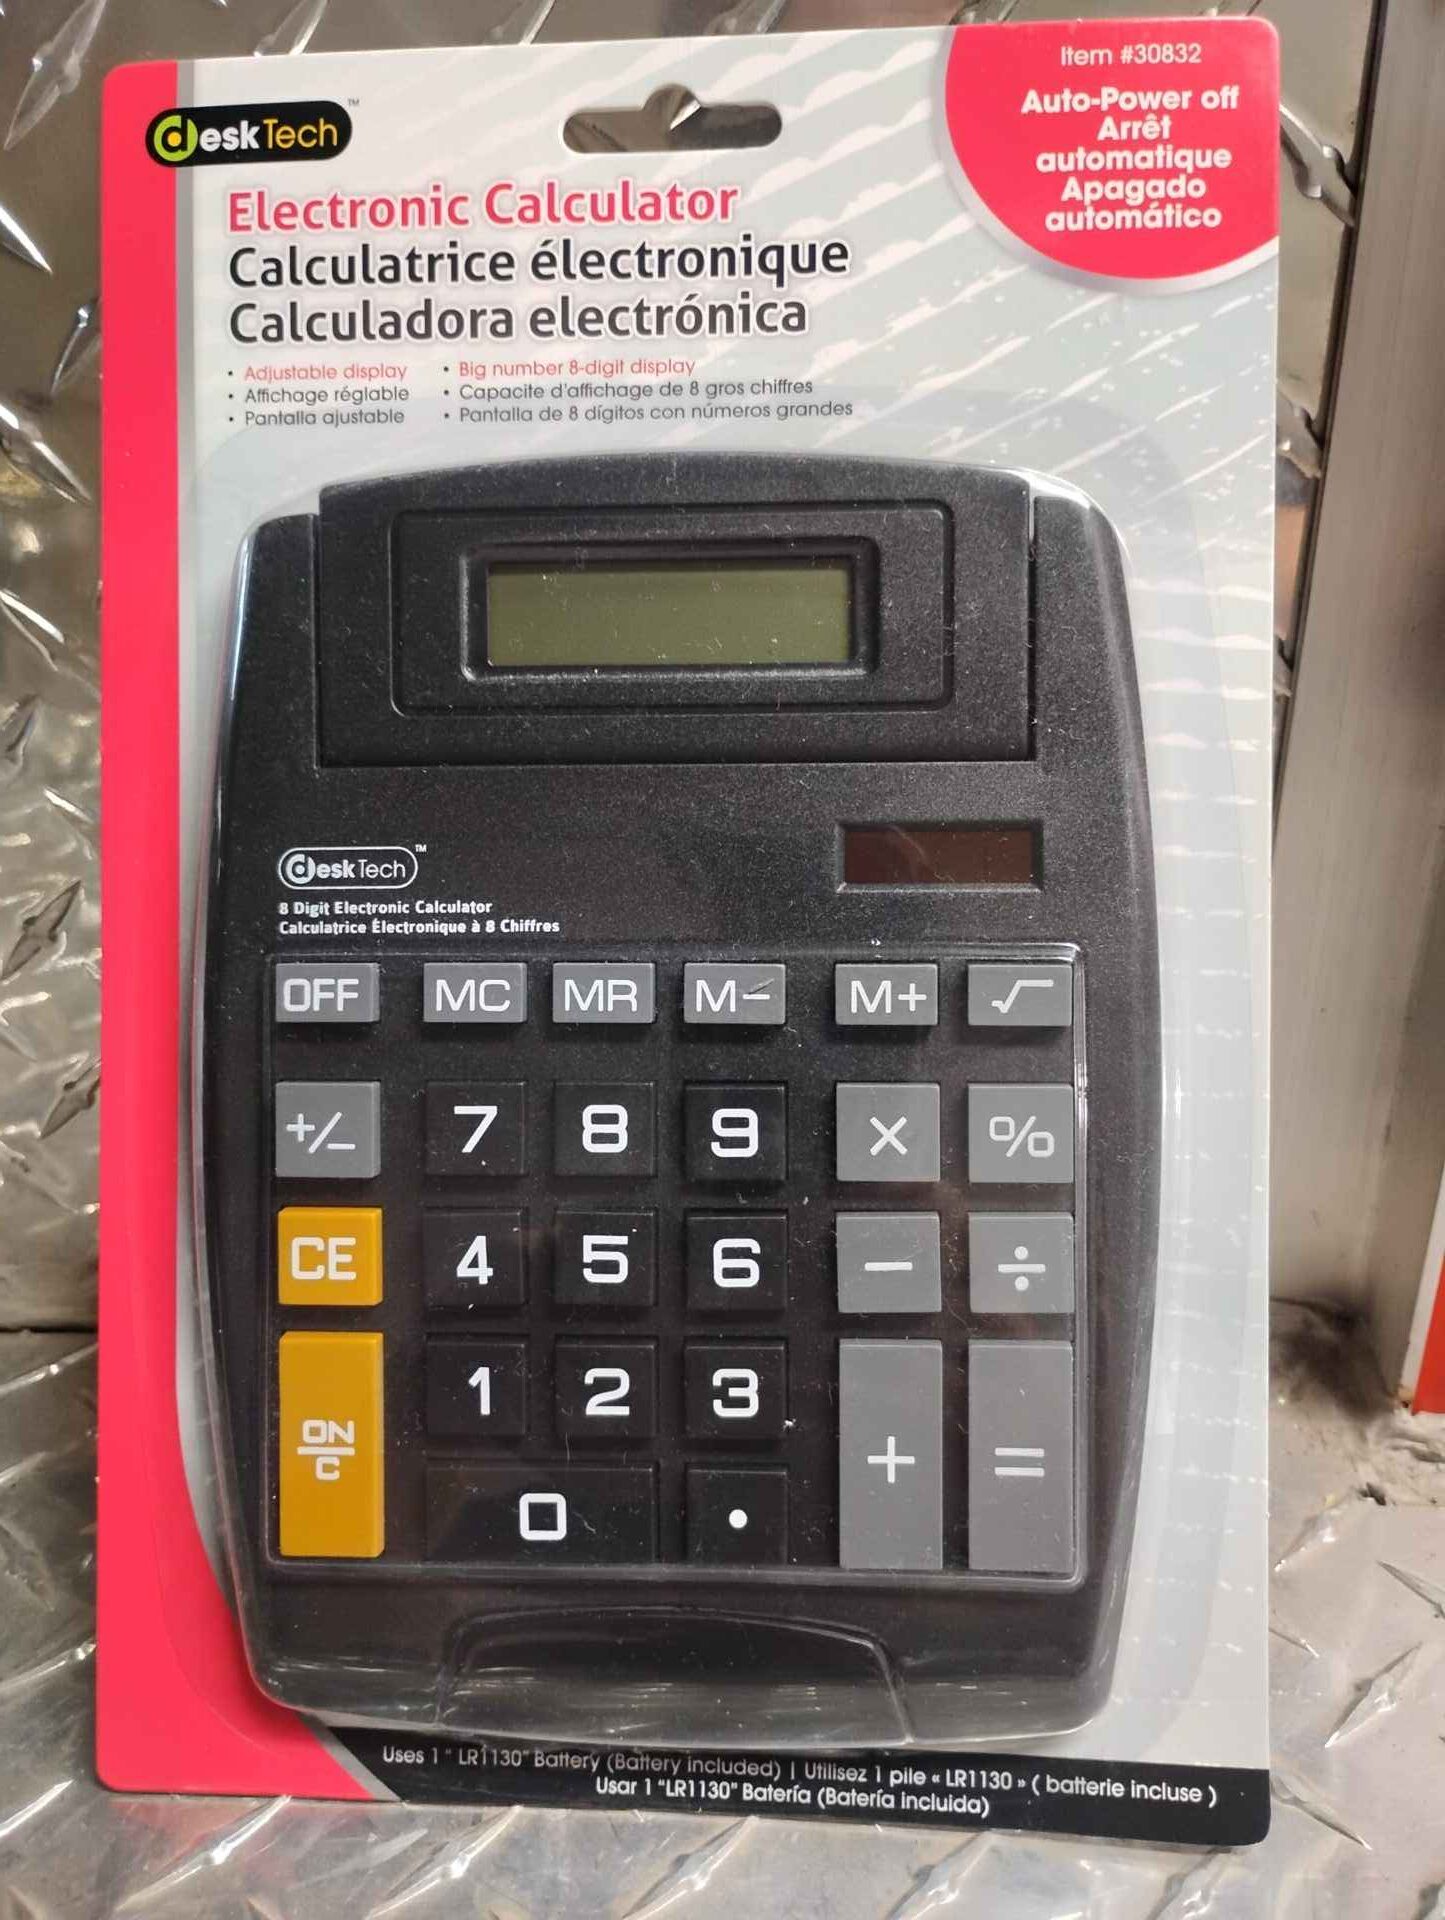 deskTech™
Item #30832
Auto-Power off
Arrêt
automatique
Apagado
automático
Electronic Calculator
Calculatrice électronique
Calculadora electrónica
• Adjustable display
• Affichage réglable
• Pantalla ajustable
• Big number 8-digit display
• Capacite d'affichage de 8 gros chiffres
• Pantalla de 8 dígitos con números grandes
deskTech™
8 Digit Electronic Calculator
Calculatrice Électronique à 8 Chiffres
OFF MC MR M- M+ √
+/- 7 8 9 × %
CE 4 5 6 − ÷
ON/C 1 2 3 + =
0 .
Uses 1 " LR1130" Battery (Battery included) | Utilisez 1 pile « LR1130 » ( batterie incluse )
Usar 1 "LR1130" Batería (Batería incluida)